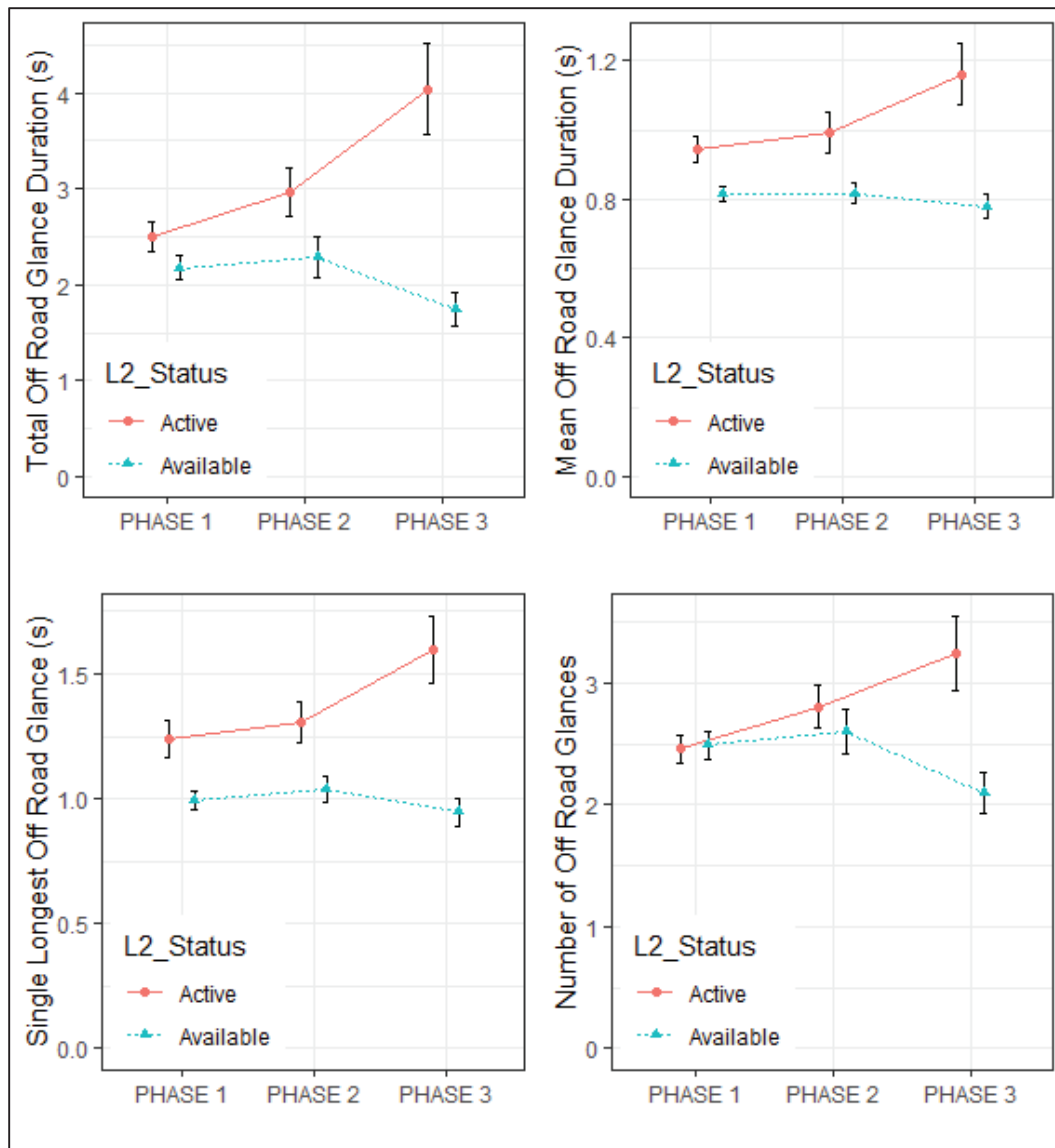 Total Off Road Glance Duration (s)
4
3
2
1
0
L2_Status
Active
Available
PHASE 1 PHASE 2 PHASE 3
Mean Off Road Glance Duration (s)
1.2
0.8
0.4
0.0
L2_Status
Active
Available
PHASE 1 PHASE 2 PHASE 3
Single Longest Off Road Glance (s)
1.5
1.0
0.5
0.0
L2_Status
Active
Available
PHASE 1 PHASE 2 PHASE 3
Number of Off Road Glances
3
2
1
0
L2_Status
Active
Available
PHASE 1 PHASE 2 PHASE 3